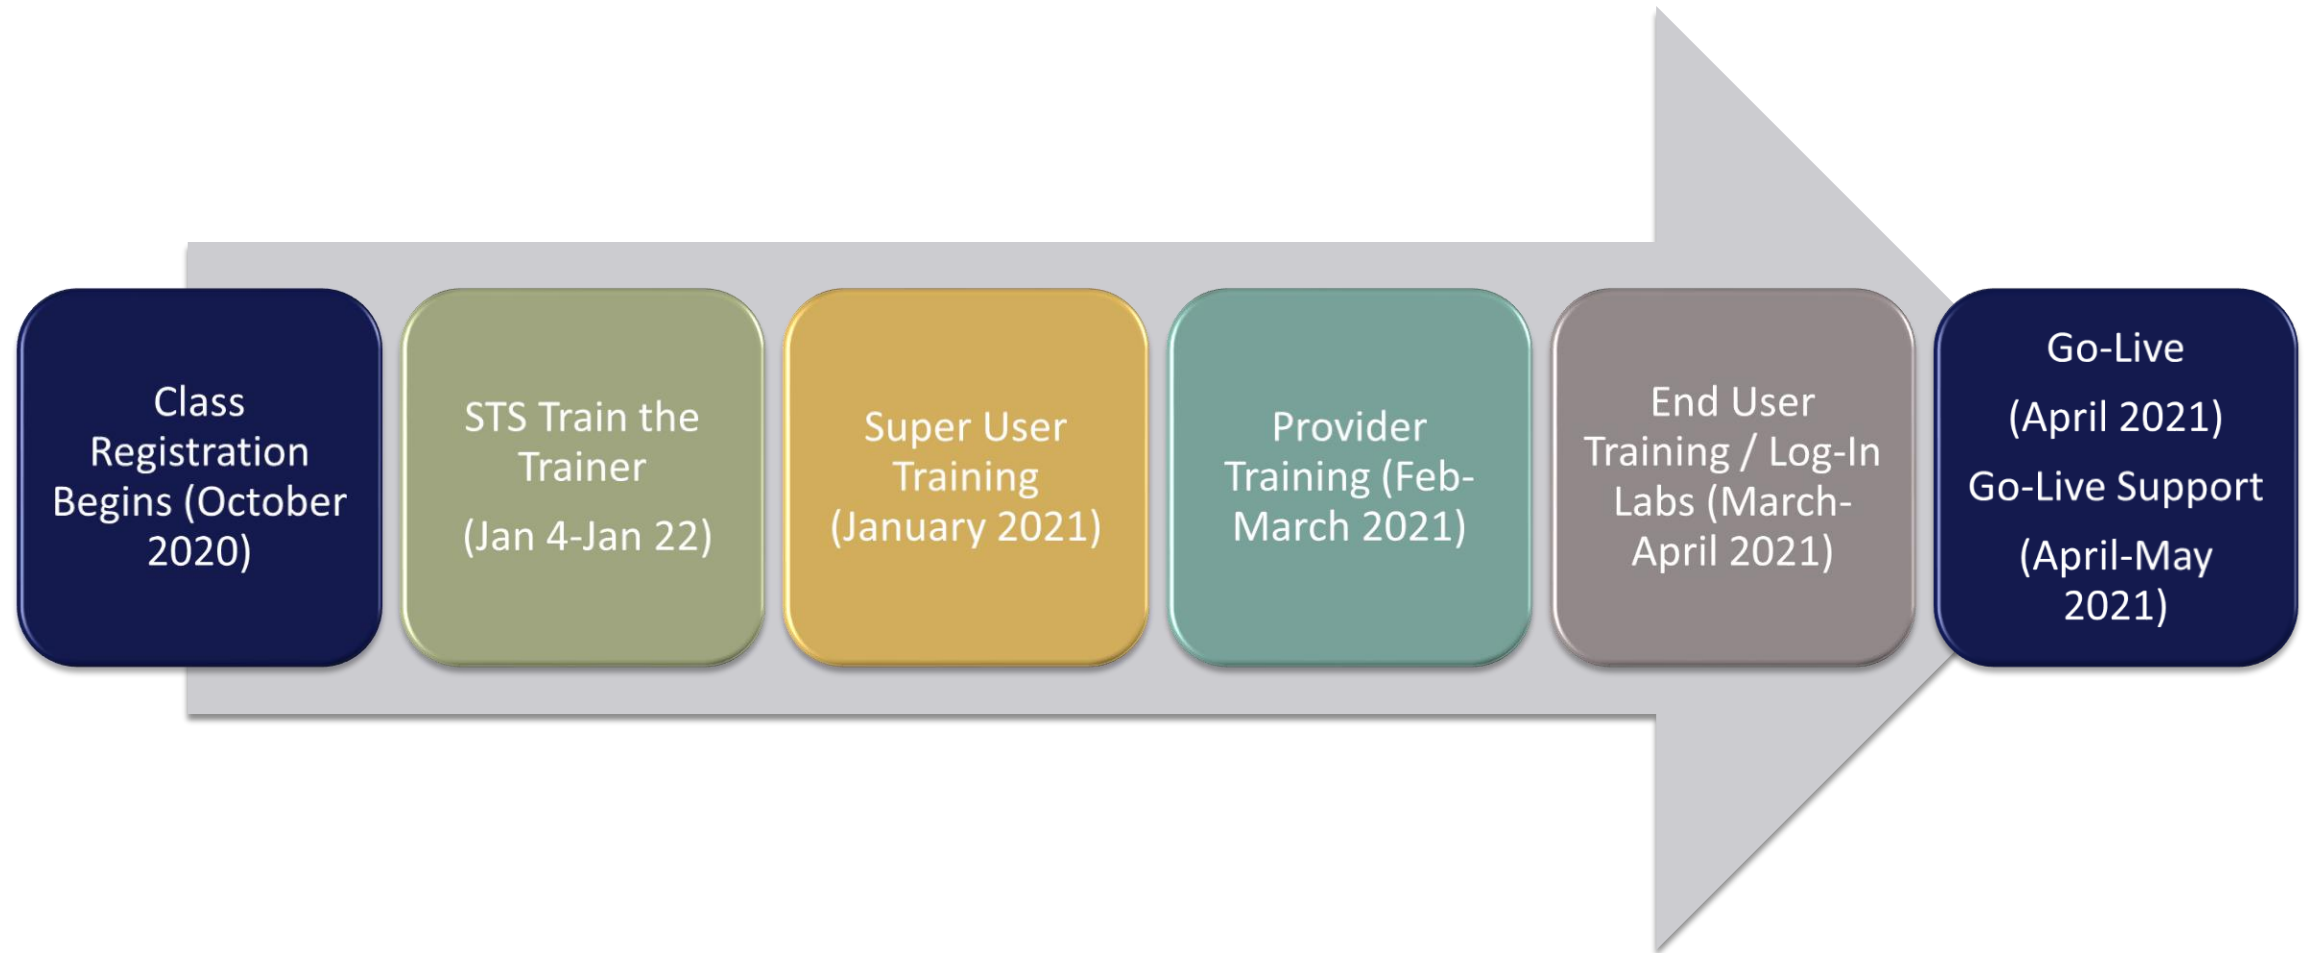 Class
Registration
Begins (October
2020)
STS Train the
Trainer
(Jan 4-Jan 22)
Super User
Training
(January 2021)
Provider
Training (Feb-
March 2021)
End User
Training / Log-In
Labs (March-
April 2021)
Go-Live
(April 2021)
Go-Live Support
(April-May
2021)